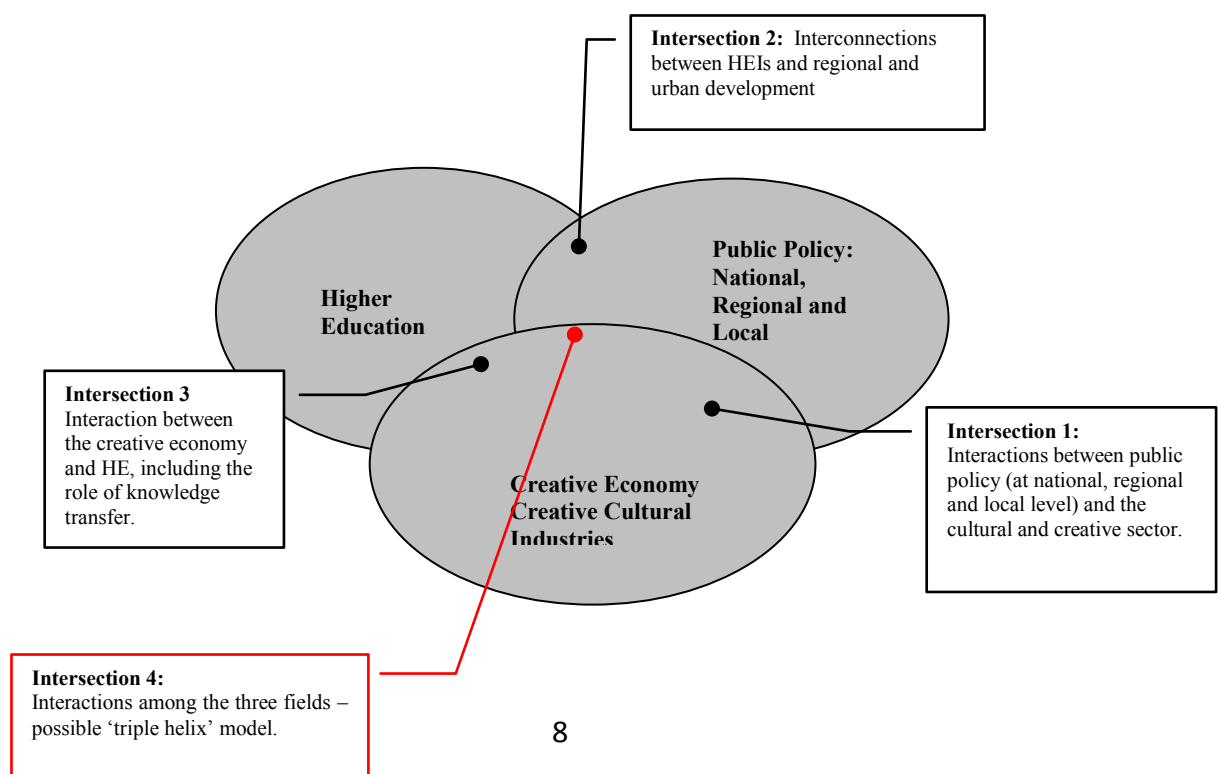 Intersection 2: Interconnections
between HEIs and regional and
urban development
Public Policy:
National,
Regional and
Local
Higher
Education
Intersection 3
Interaction between
the creative economy
and HE, including the
role of knowledge
transfer.
Intersection 1:
Interactions between public
policy (at national, regional
and local level) and the
cultural and creative sector.
Creative Economy
Creative Cultural
Industries
Intersection 4:
Interactions among the three fields –
possible ‘triple helix’ model.
8